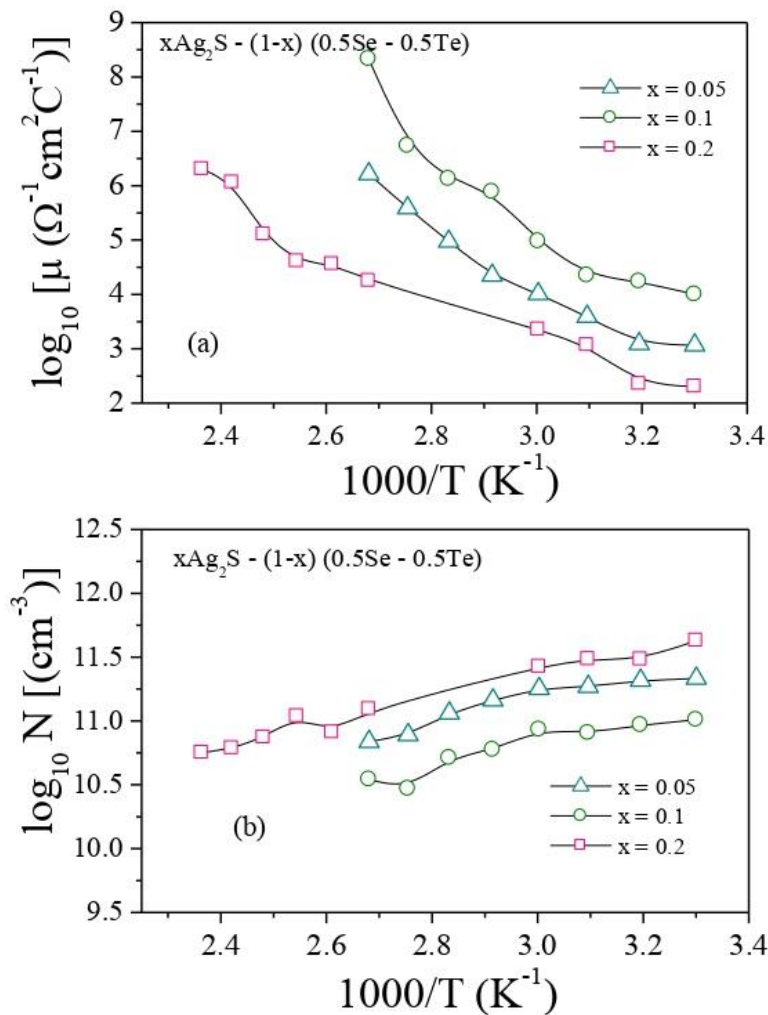 xAg₂S - (1-x) (0.5Se - 0.5Te)
x = 0.05
x = 0.1
x = 0.2
(a)
log₁₀ [μ (Ω⁻¹cm²C⁻¹)]
9
8
7
6
5
4
3
2
2.4 2.6 2.8 3.0 3.2 3.4
1000/T (K⁻¹)
xAg₂S - (1-x) (0.5Se - 0.5Te)
x = 0.05
x = 0.1
x = 0.2
(b)
log₁₀ N [(cm⁻³)]
12.5
12.0
11.5
11.0
10.5
10.0
9.5
2.4 2.6 2.8 3.0 3.2 3.4
1000/T (K⁻¹)